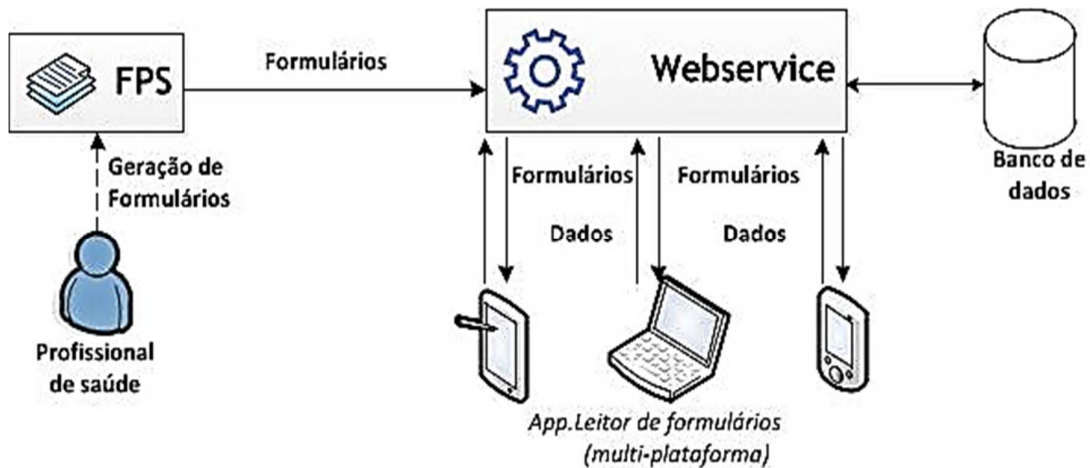 FPS
Formulários
Webservice
Geração de
Formulários
Formulários
Formulários
Dados
Dados
Banco de
dados
Profissional
de saúde
App.Leitor de formulários
(multi-plataforma)